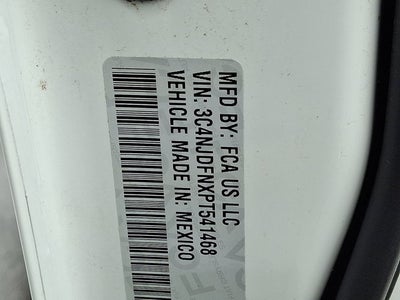 MFD BY: FCA US LLC
VIN: 3C4NJDFNXPT541468
VEHICLE MADE IN: MEXICO